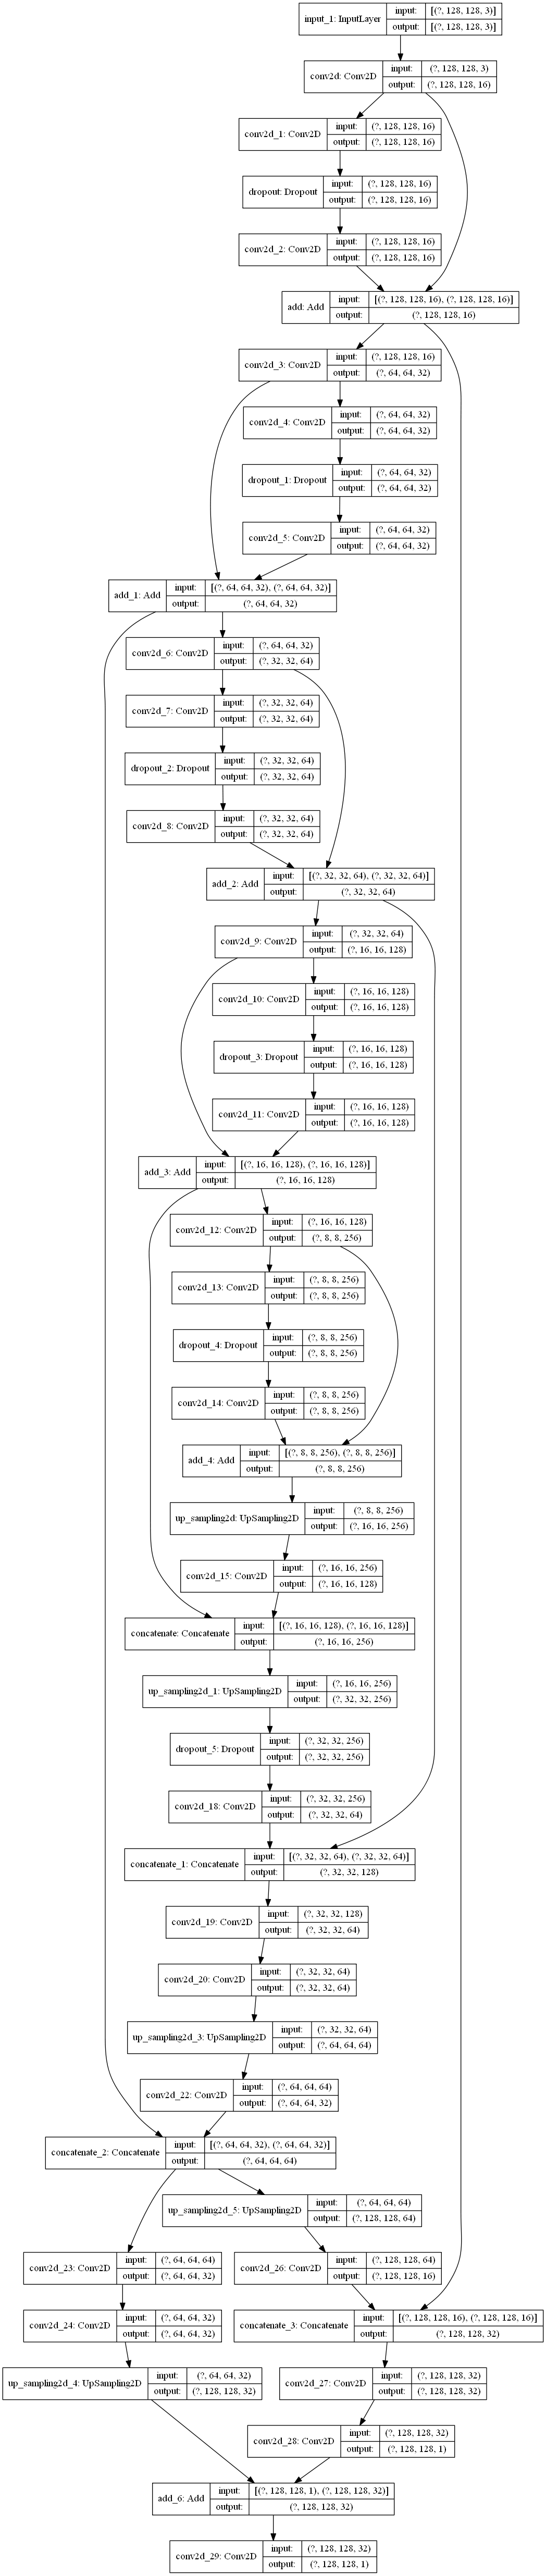 input_1: InputLayer
input: [(?, 128, 128, 3)]
output: [(?, 128, 128, 3)]
conv2d: Conv2D
input: (?, 128, 128, 3)
output: (?, 128, 128, 16)
conv2d_1: Conv2D
input: (?, 128, 128, 16)
output: (?, 128, 128, 16)
dropout: Dropout
input: (?, 128, 128, 16)
output: (?, 128, 128, 16)
conv2d_2: Conv2D
input: (?, 128, 128, 16)
output: (?, 128, 128, 16)
add: Add
input: [(?, 128, 128, 16), (?, 128, 128, 16)]
output: (?, 128, 128, 16)
conv2d_3: Conv2D
input: (?, 128, 128, 16)
output: (?, 64, 64, 32)
conv2d_4: Conv2D
input: (?, 64, 64, 32)
output: (?, 64, 64, 32)
dropout_1: Dropout
input: (?, 64, 64, 32)
output: (?, 64, 64, 32)
conv2d_5: Conv2D
input: (?, 64, 64, 32)
output: (?, 64, 64, 32)
add_1: Add
input: [(?, 64, 64, 32), (?, 64, 64, 32)]
output: (?, 64, 64, 32)
conv2d_6: Conv2D
input: (?, 64, 64, 32)
output: (?, 32, 32, 64)
conv2d_7: Conv2D
input: (?, 32, 32, 64)
output: (?, 32, 32, 64)
dropout_2: Dropout
input: (?, 32, 32, 64)
output: (?, 32, 32, 64)
conv2d_8: Conv2D
input: (?, 32, 32, 64)
output: (?, 32, 32, 64)
add_2: Add
input: [(?, 32, 32, 64), (?, 32, 32, 64)]
output: (?, 32, 32, 64)
conv2d_9: Conv2D
input: (?, 32, 32, 64)
output: (?, 16, 16, 128)
conv2d_10: Conv2D
input: (?, 16, 16, 128)
output: (?, 16, 16, 128)
dropout_3: Dropout
input: (?, 16, 16, 128)
output: (?, 16, 16, 128)
conv2d_11: Conv2D
input: (?, 16, 16, 128)
output: (?, 16, 16, 128)
add_3: Add
input: [(?, 16, 16, 128), (?, 16, 16, 128)]
output: (?, 16, 16, 128)
conv2d_12: Conv2D
input: (?, 16, 16, 128)
output: (?, 8, 8, 256)
conv2d_13: Conv2D
input: (?, 8, 8, 256)
output: (?, 8, 8, 256)
dropout_4: Dropout
input: (?, 8, 8, 256)
output: (?, 8, 8, 256)
conv2d_14: Conv2D
input: (?, 8, 8, 256)
output: (?, 8, 8, 256)
add_4: Add
input: [(?, 8, 8, 256), (?, 8, 8, 256)]
output: (?, 8, 8, 256)
up_sampling2d: UpSampling2D
input: (?, 8, 8, 256)
output: (?, 16, 16, 256)
conv2d_15: Conv2D
input: (?, 16, 16, 256)
output: (?, 16, 16, 128)
concatenate: Concatenate
input: [(?, 16, 16, 128), (?, 16, 16, 128)]
output: (?, 16, 16, 256)
up_sampling2d_1: UpSampling2D
input: (?, 16, 16, 256)
output: (?, 32, 32, 256)
dropout_5: Dropout
input: (?, 32, 32, 256)
output: (?, 32, 32, 256)
conv2d_18: Conv2D
input: (?, 32, 32, 256)
output: (?, 32, 32, 64)
concatenate_1: Concatenate
input: [(?, 32, 32, 64), (?, 32, 32, 64)]
output: (?, 32, 32, 128)
conv2d_19: Conv2D
input: (?, 32, 32, 128)
output: (?, 32, 32, 64)
conv2d_20: Conv2D
input: (?, 32, 32, 64)
output: (?, 32, 32, 64)
up_sampling2d_3: UpSampling2D
input: (?, 32, 32, 64)
output: (?, 64, 64, 64)
conv2d_22: Conv2D
input: (?, 64, 64, 64)
output: (?, 64, 64, 32)
concatenate_2: Concatenate
input: [(?, 64, 64, 32), (?, 64, 64, 32)]
output: (?, 64, 64, 64)
up_sampling2d_5: UpSampling2D
input: (?, 64, 64, 64)
output: (?, 128, 128, 64)
conv2d_23: Conv2D
input: (?, 64, 64, 64)
output: (?, 64, 64, 32)
conv2d_26: Conv2D
input: (?, 128, 128, 64)
output: (?, 128, 128, 16)
conv2d_24: Conv2D
input: (?, 64, 64, 32)
output: (?, 64, 64, 32)
concatenate_3: Concatenate
input: [(?, 128, 128, 16), (?, 128, 128, 16)]
output: (?, 128, 128, 32)
up_sampling2d_4: UpSampling2D
input: (?, 64, 64, 32)
output: (?, 128, 128, 32)
conv2d_27: Conv2D
input: (?, 128, 128, 32)
output: (?, 128, 128, 32)
conv2d_28: Conv2D
input: (?, 128, 128, 32)
output: (?, 128, 128, 1)
add_6: Add
input: [(?, 128, 128, 1), (?, 128, 128, 32)]
output: (?, 128, 128, 32)
conv2d_29: Conv2D
input: (?, 128, 128, 32)
output: (?, 128, 128, 1)